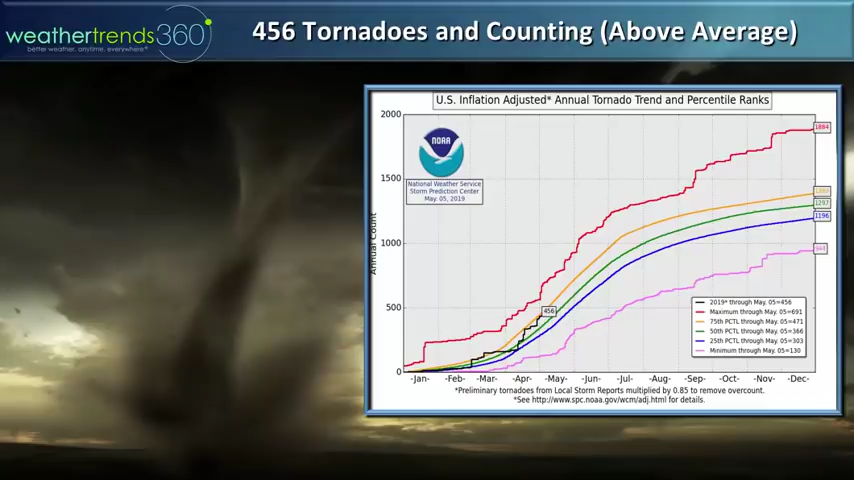 weathertrends360°
better weather. anytime. everywhere*
456 Tornadoes and Counting (Above Average)
U.S. Inflation Adjusted* Annual Tornado Trend and Percentile Ranks
2000
1500
1000
500
0
Annual Count
NOAA
National Weather Service
Storm Prediction Center
May. 05, 2019
456
1884
1297
1196
2019* through May. 05=456
Maximum through May. 05=691
75th PCTL through May. 05=471
50th PCTL through May. 05=366
25th PCTL through May. 05=303
Minimum through May. 05=130
-Jan- -Feb- -Mar- -Apr- -May- -Jun- -Jul- -Aug- -Sep- -Oct- -Nov- -Dec-
*Preliminary tornadoes from Local Storm Reports multiplied by 0.85 to remove overcount.
*See http://www.spc.noaa.gov/wcm/adj.html for details.